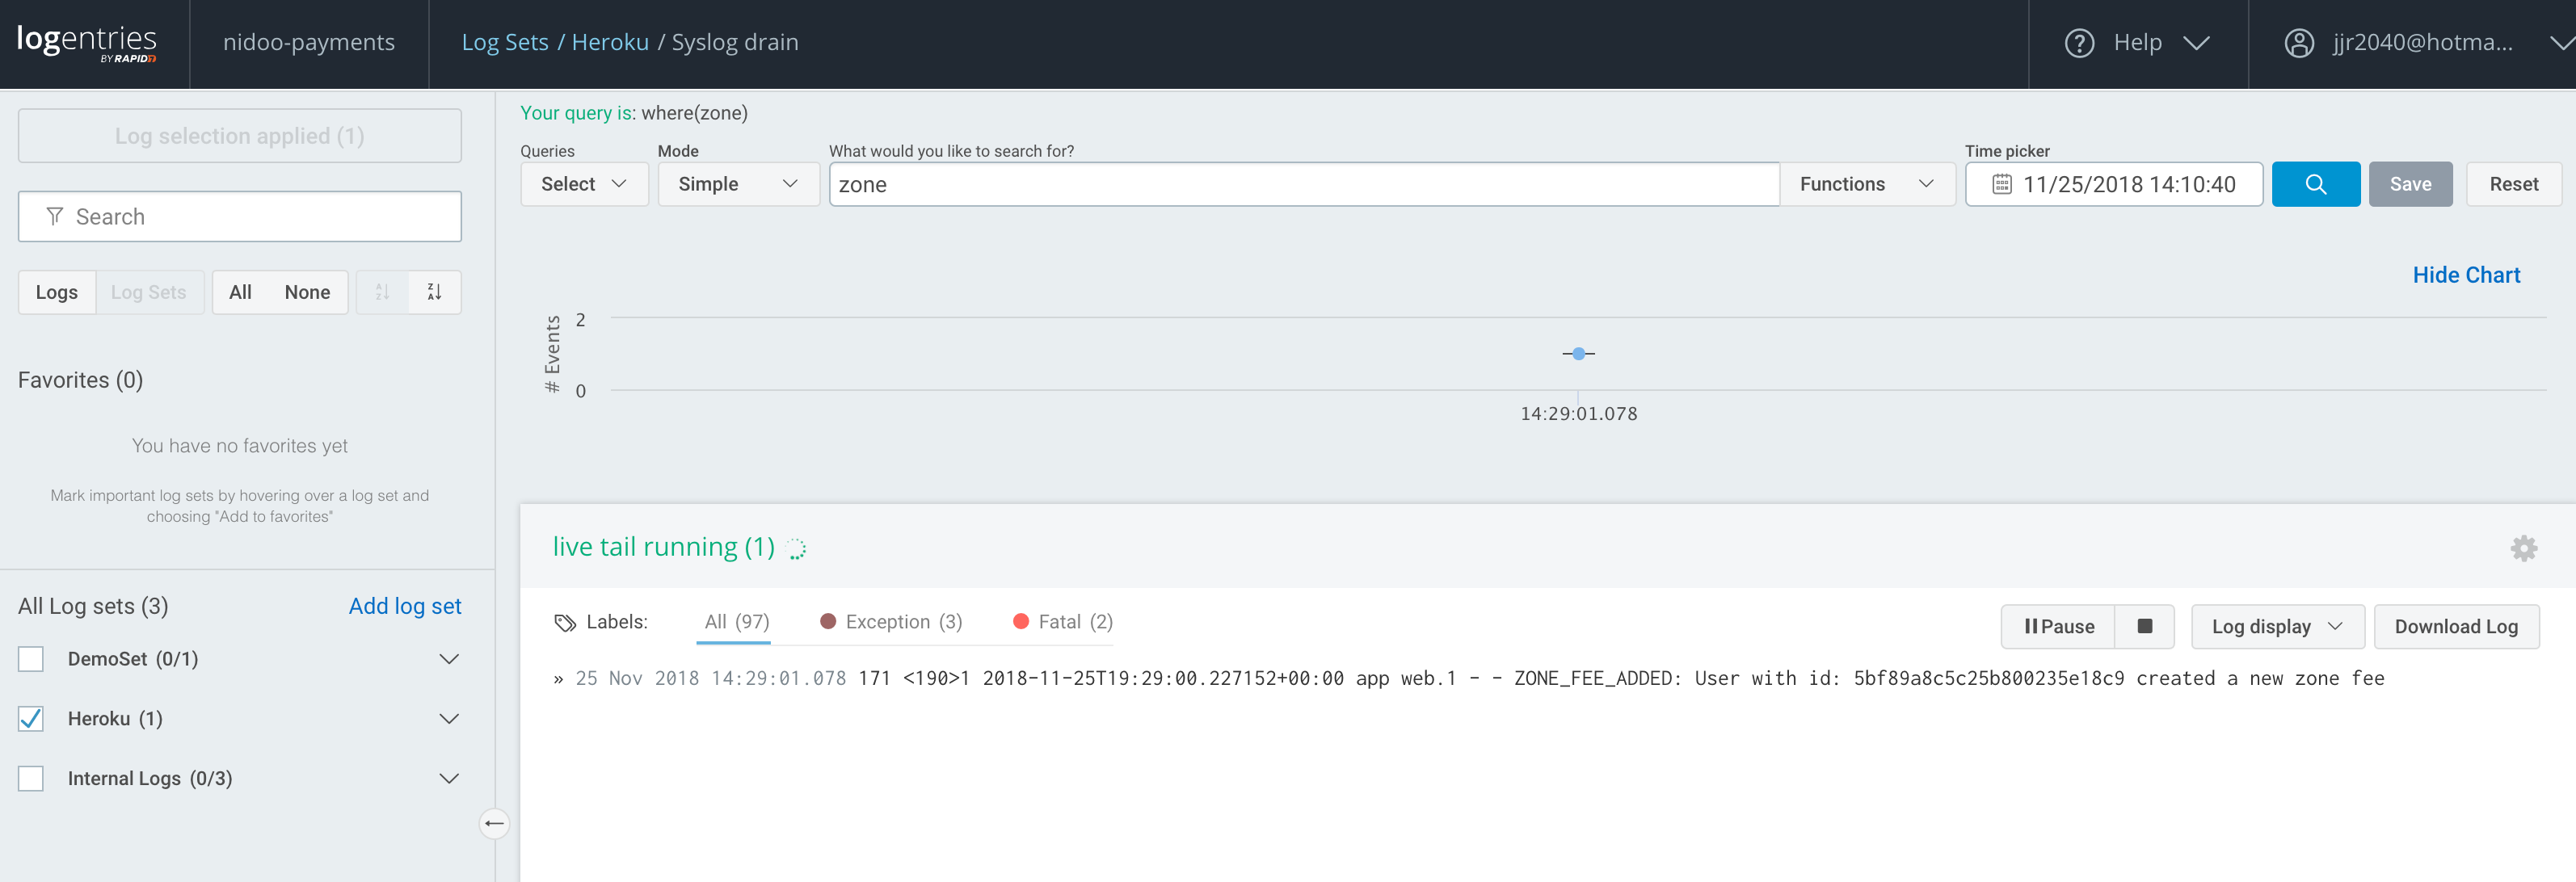 logentries
BY RAPID7
nidoo-payments
Log Sets / Heroku / Syslog drain
Help
jjr2040@hotma...
Log selection applied (1)
Search
Logs
Log Sets
All
None
Favorites (0)
You have no favorites yet
Mark important log sets by hovering over a log set and
choosing "Add to favorites"
All Log sets (3)
Add log set
DemoSet (0/1)
Heroku (1)
Internal Logs (0/3)
Your query is: where(zone)
Queries
Mode
What would you like to search for?
Time picker
Select
Simple
zone
Functions
11/25/2018 14:10:40
Save
Reset
Hide Chart
# Events
2
0
14:29:01.078
live tail running (1)
Labels:
All (97)
Exception (3)
Fatal (2)
Pause
Log display
Download Log
» 25 Nov 2018 14:29:01.078 171 <190>1 2018-11-25T19:29:00.227152+00:00 app web.1 - - ZONE_FEE_ADDED: User with id: 5bf89a8c5c25b800235e18c9 created a new zone fee